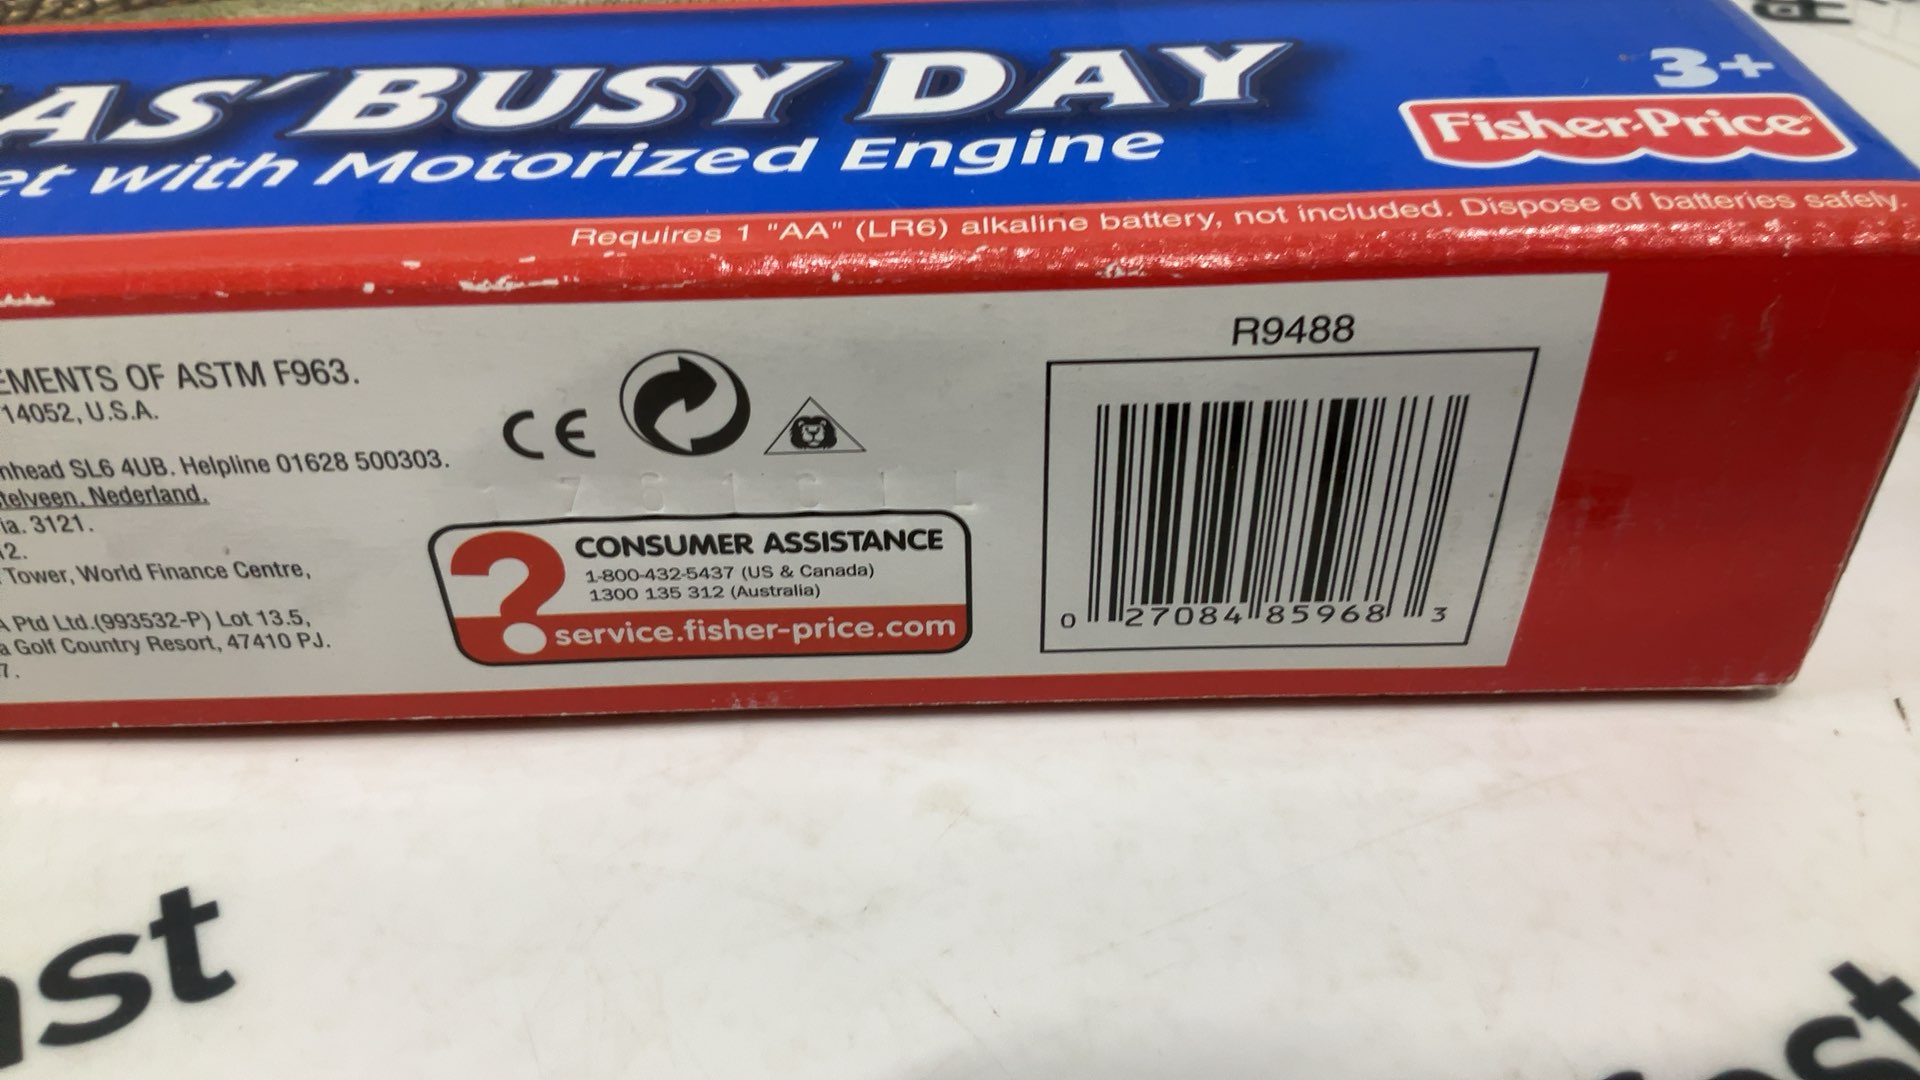 AS' BUSY DAY
et with Motorized Engine
3+
Fisher-Price
Requires 1 "AA" (LR6) alkaline battery, not included. Dispose of batteries safely.
EMENTS OF ASTM F963.
14052, U.S.A.
nhead SL6 4UB. Helpline 01628 500303.
telveen, Nederland.
ia. 3121.
12.
Tower, World Finance Centre,
A Ptd Ltd.(993532-P) Lot 13.5,
a Golf Country Resort, 47410 PJ.
7.
CE
CONSUMER ASSISTANCE
1-800-432-5437 (US & Canada)
1300 135 312 (Australia)
service.fisher-price.com
R9488
0 27084 85968 3
st
st